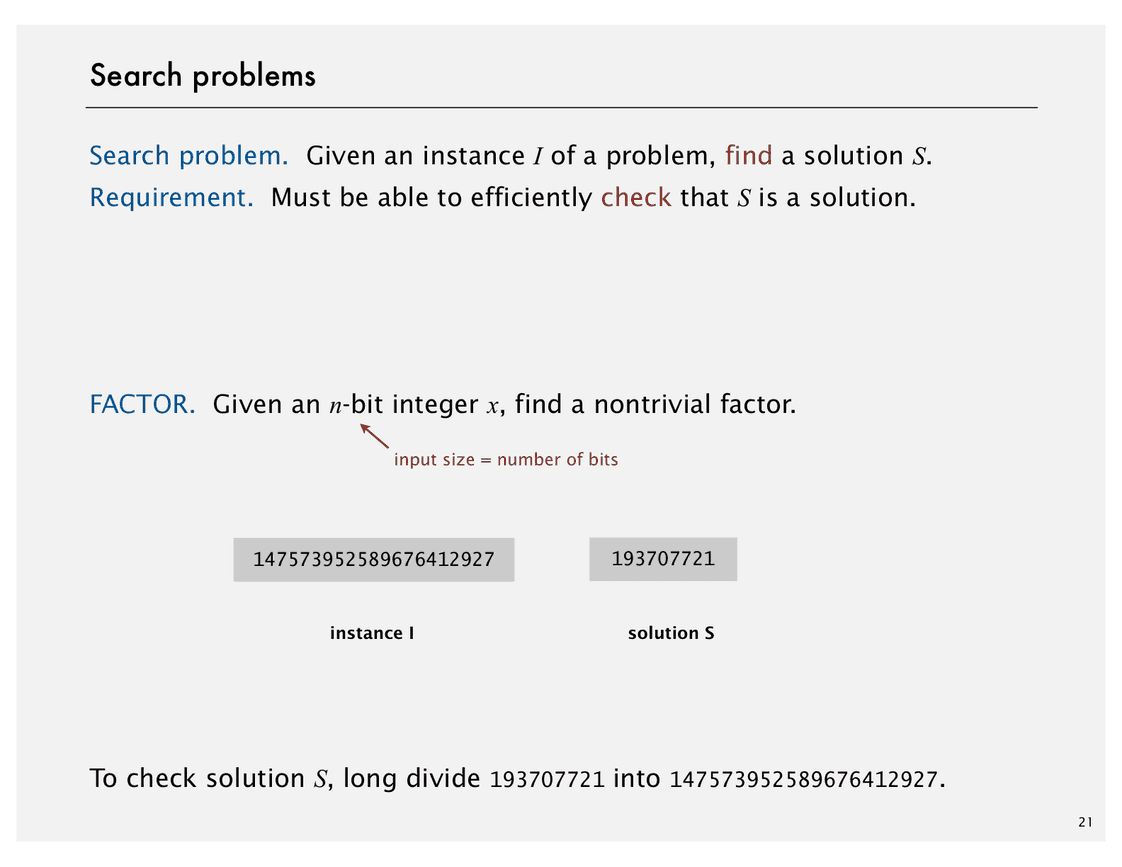 Search problems
Search problem. Given an instance I of a problem, find a solution S.
Requirement. Must be able to efficiently check that S is a solution.
FACTOR. Given an n-bit integer x, find a nontrivial factor.
input size = number of bits
147573952589676412927
193707721
instance I
solution S
To check solution S, long divide 193707721 into 147573952589676412927.
21